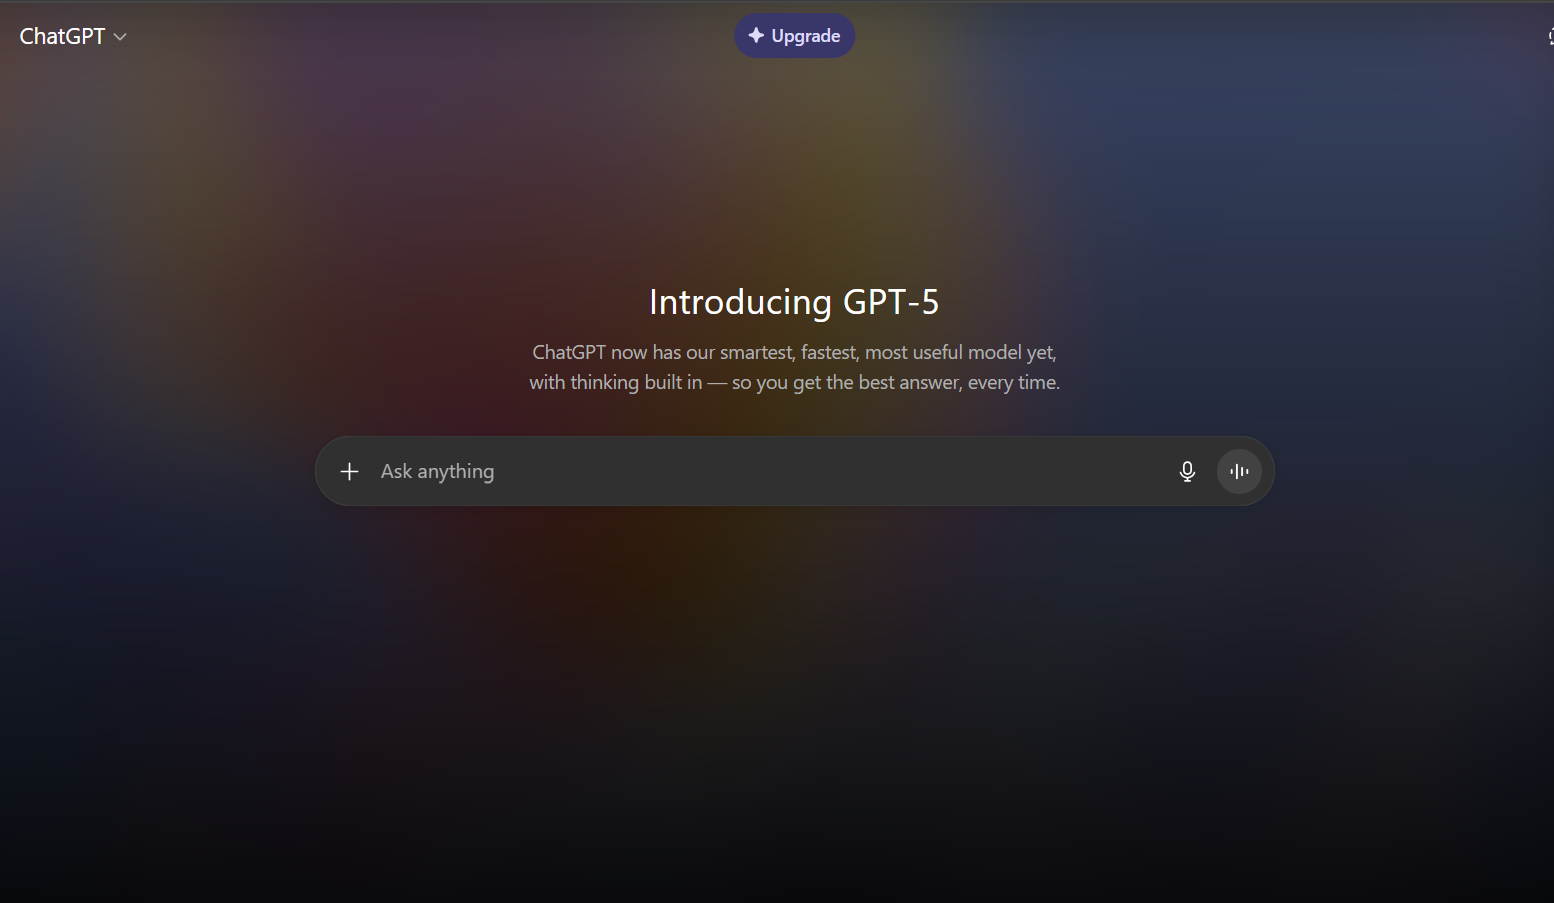 ChatGPT
Upgrade
Introducing GPT-5
ChatGPT now has our smartest, fastest, most useful model yet,
with thinking built in — so you get the best answer, every time.
Ask anything